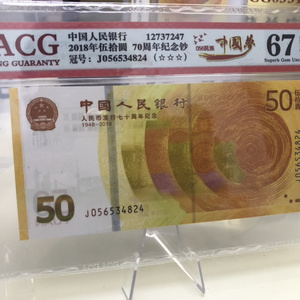 ACG
NG GUARANTY
中国人民银行 12737247
2018年伍拾圆 70周年纪念钞
冠号: J056534824 (☆☆☆)
中国梦
67
Superb Gem Unc
中国人民银行
人民币发行七十周年纪念
1948-2018
50
50
J056534824